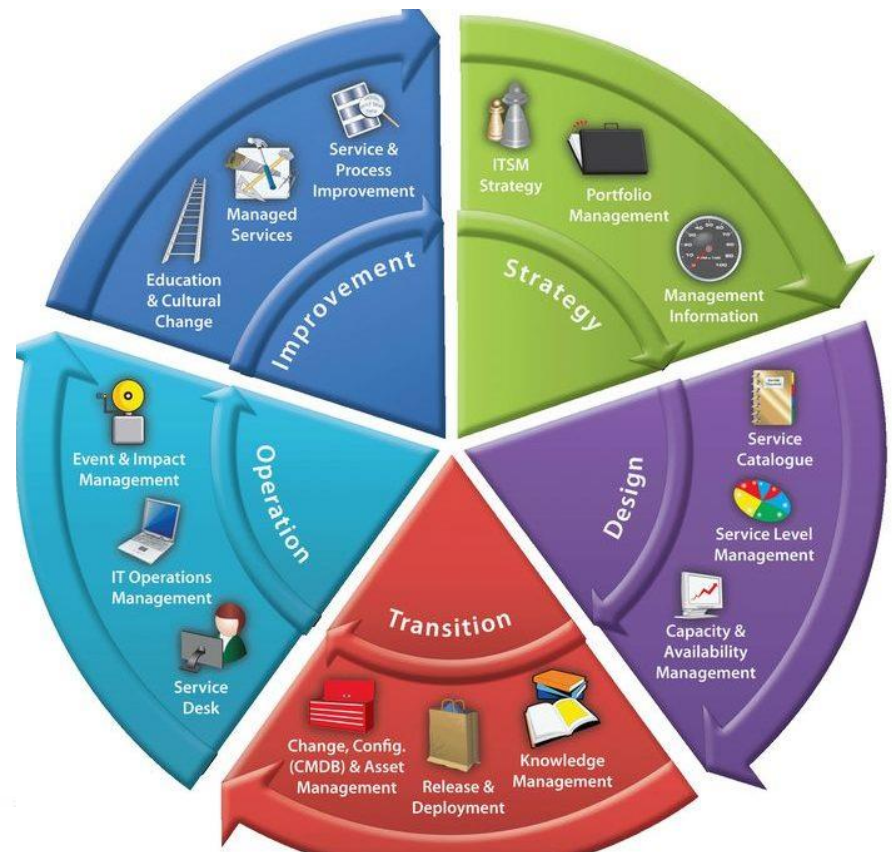 ITSM
Strategy
Portfolio
Management
Management
Information
Strategy
Service
Catalogue
Service Level
Management
Capacity &
Availability
Management
Design
Knowledge
Management
Release &
Deployment
Change, Config.
(CMDB) & Asset
Management
Transition
Service
Desk
IT Operations
Management
Event & Impact
Management
Operation
Education
& Cultural
Change
Managed
Services
Service &
Process
Improvement
Improvement